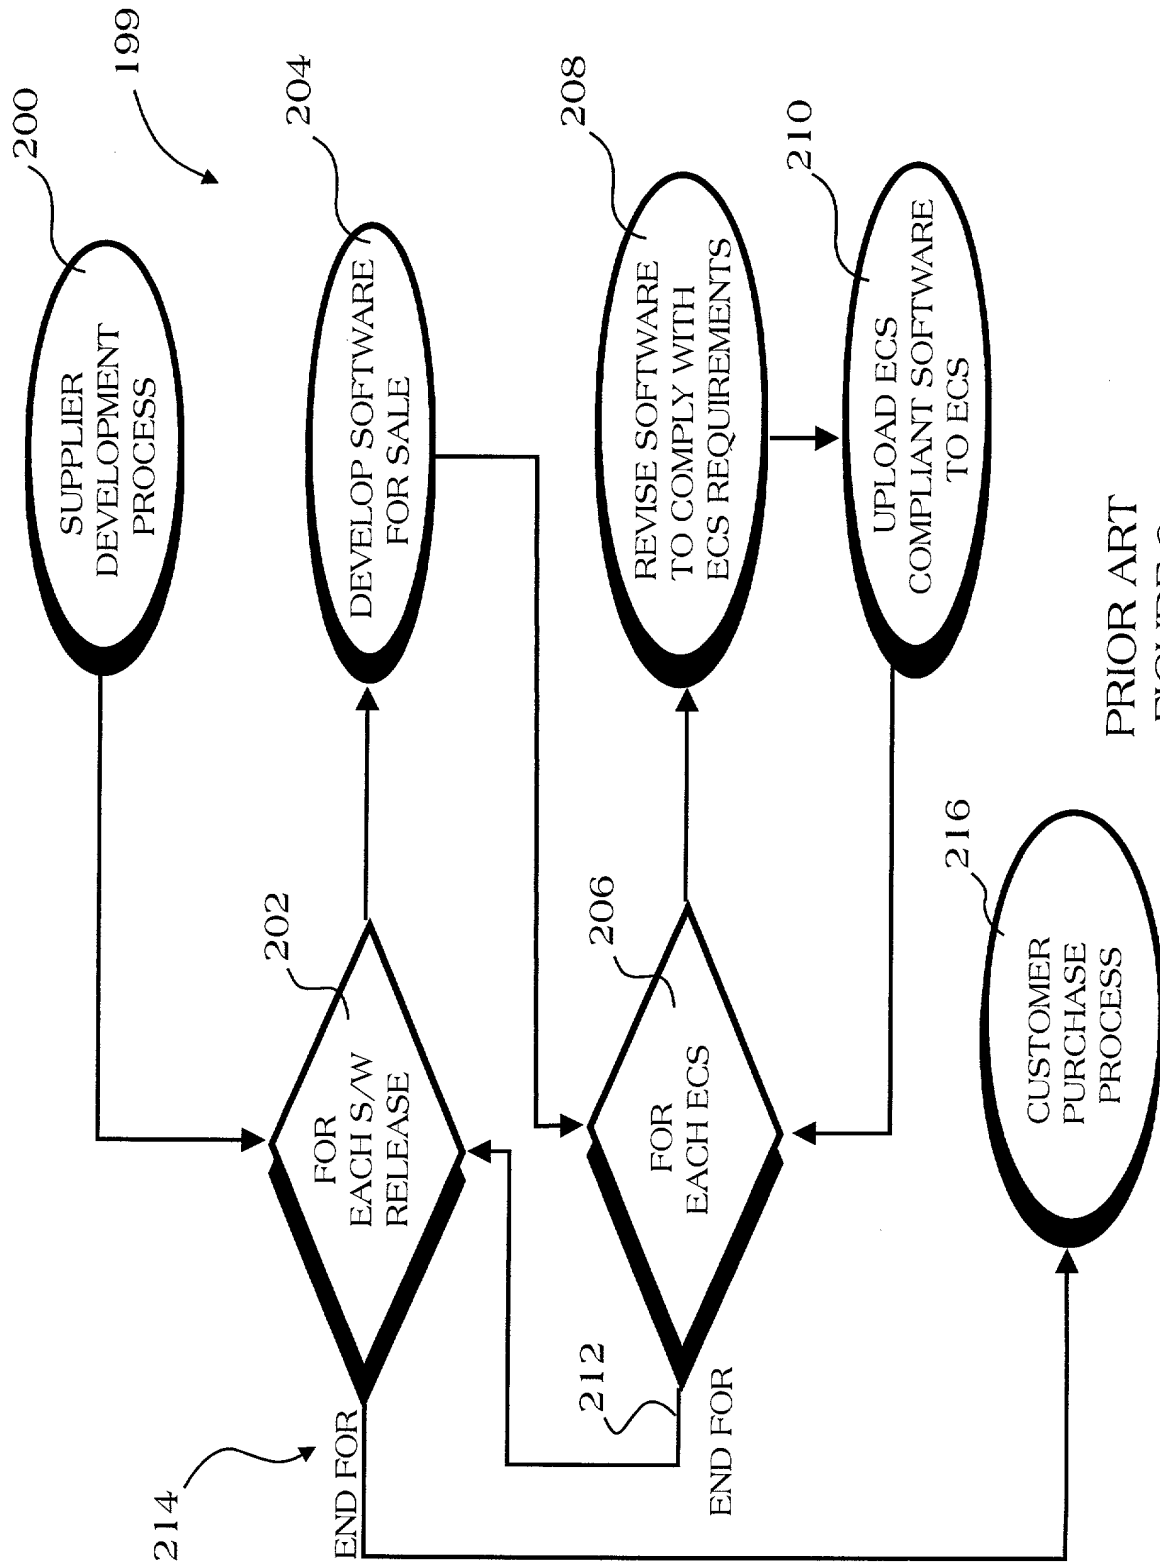 199
200
SUPPLIER
DEVELOPMENT
PROCESS
202
FOR
EACH S/W
RELEASE
204
DEVELOP SOFTWARE
FOR SALE
206
FOR
EACH ECS
208
REVISE SOFTWARE
TO COMPLY WITH
ECS REQUIREMENTS
210
UPLOAD ECS
COMPLIANT SOFTWARE
TO ECS
212
END FOR
214
END FOR
216
CUSTOMER
PURCHASE
PROCESS
PRIOR ART
FIGURE